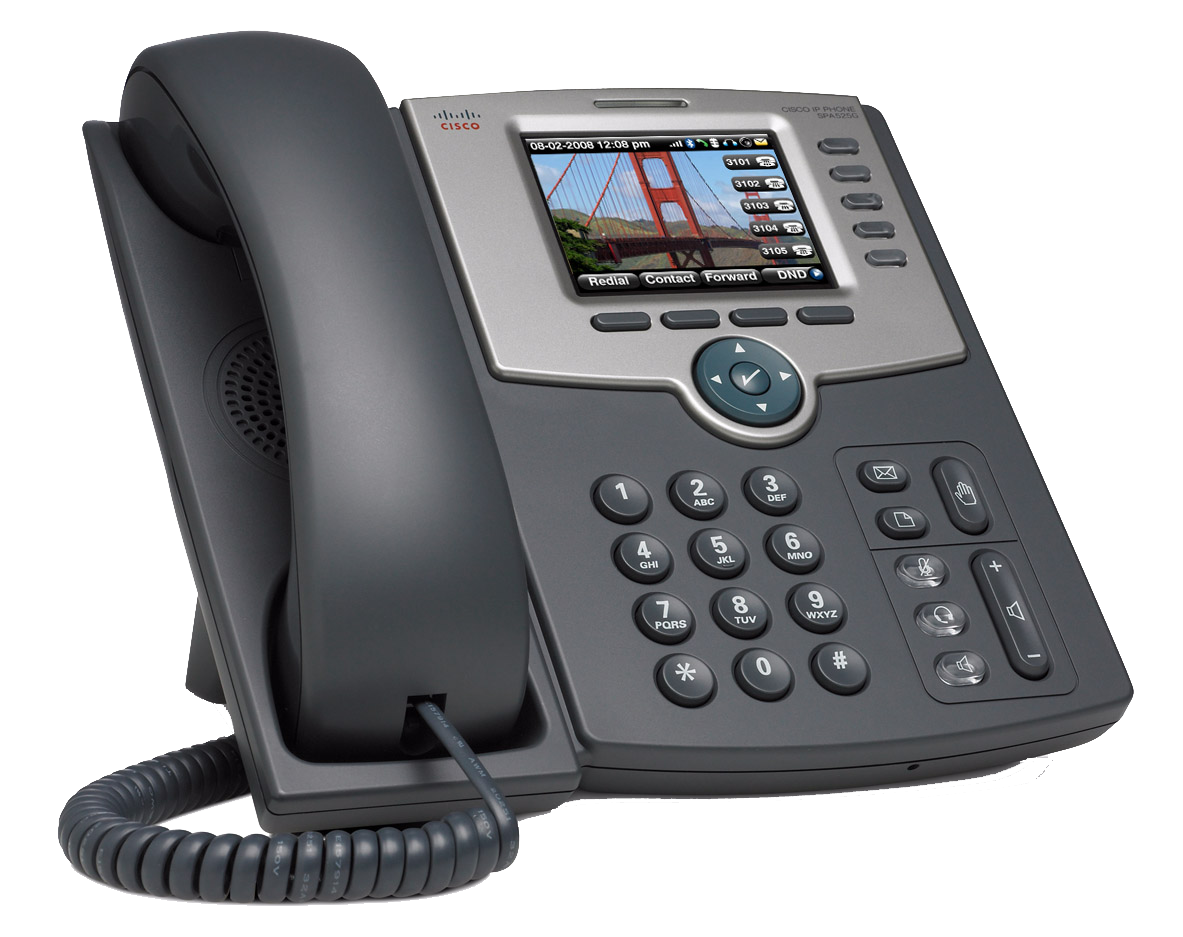 CISCO
CISCO IP PHONE
SPA525G
08-02-2008 12:08 pm
3101
3102
3103
3104
3105
Redial Contact Forward DND
1 2 ABC 3 DEF
4 GHI 5 JKL 6 MNO
7 PQRS 8 TUV 9 WXYZ
* 0 #
+
-
AWM
150V